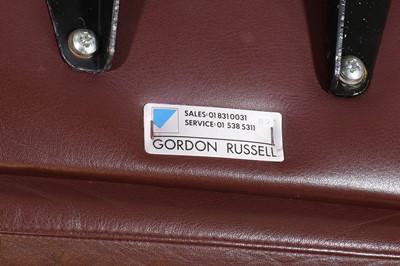 SALES:01 831 0031
SERVICE:01 538 5311
GORDON RUSSELL